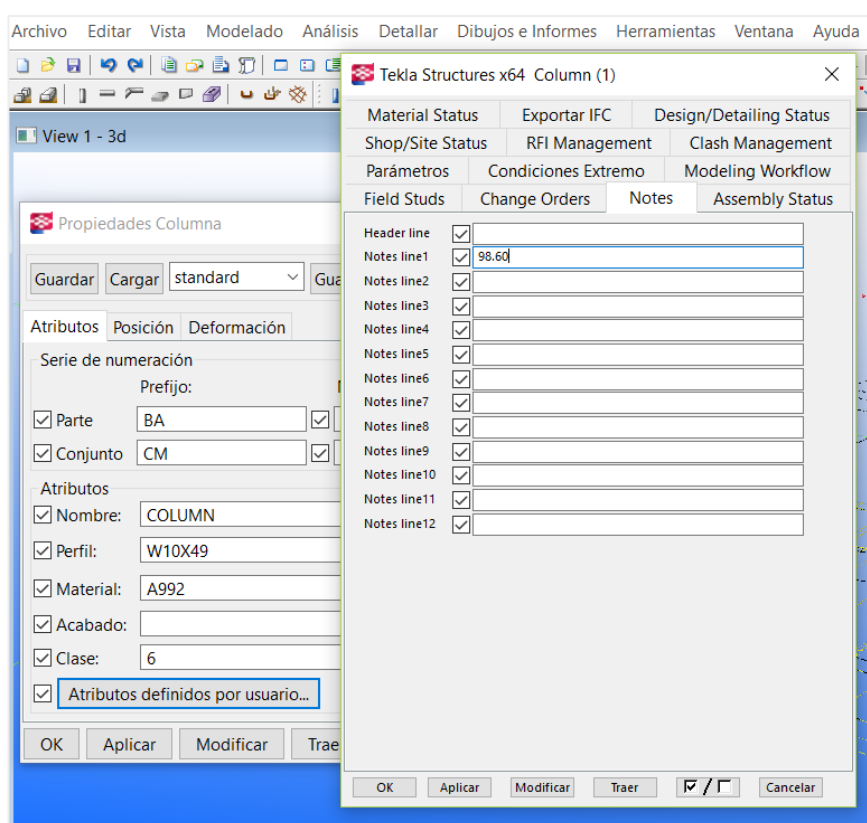 Archivo Editar Vista Modelado Análisis Detallar Dibujos e Informes Herramientas Ventana Ayuda
View 1 - 3d
Propiedades Columna
Guardar Cargar standard
Atributos Posición Deformación
Serie de numeración
Prefijo:
Parte BA
Conjunto CM
Atributos
Nombre: COLUMN
Perfil: W10X49
Material: A992
Acabado:
Clase: 6
Atributos definidos por usuario...
OK Aplicar Modificar
Tekla Structures x64 Column (1)
Material Status Exportar IFC Design/Detailing Status
Shop/Site Status RFI Management Clash Management
Parámetros Condiciones Extremo Modeling Workflow
Field Studs Change Orders Notes Assembly Status
Header line
Notes line1 98.60
Notes line2
Notes line3
Notes line4
Notes line5
Notes line6
Notes line7
Notes line8
Notes line9
Notes line10
Notes line11
Notes line12
OK Aplicar Modificar Traer / Cancelar